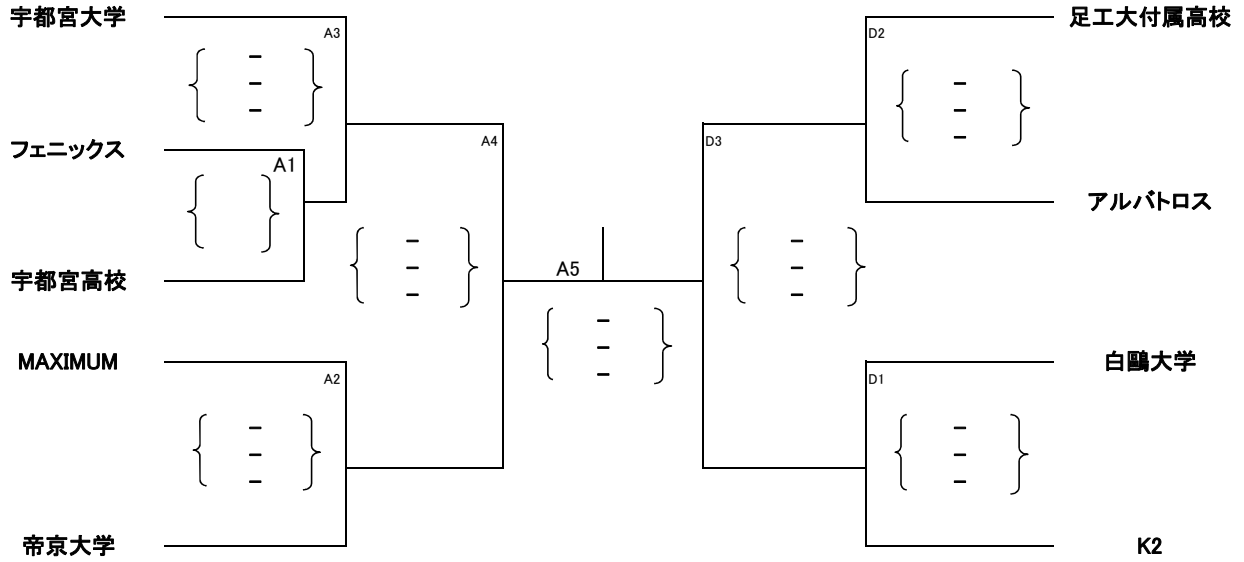 宇都宮大学
足工大付属高校
A3
D2
–
–
–
–
–
–
フェニックス
A4
D3
A1
アルバトロス
–
–
–
–
–
–
宇都宮高校
A5
–
–
–
MAXIMUM
白鷗大学
A2
D1
–
–
–
–
–
–
帝京大学
K2